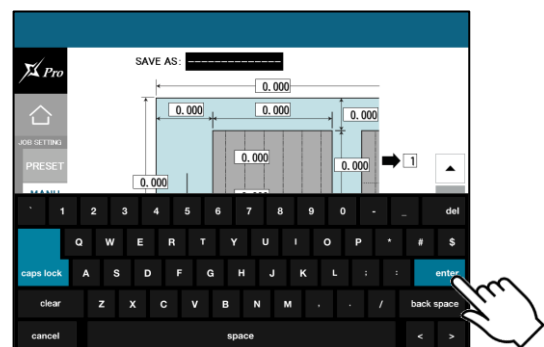 Pro
SAVE AS: --------------
0.000
0.000 0.000
0.000
JOB SETTING
PRESET
0.000
0.000
1
0.000
` 1 2 3 4 5 6 7 8 9 0 - _ del
Q W E R T Y U I O P * # $
caps lock A S D F G H J K L ; : enter
clear Z X C V B N M , . / back space
cancel space < >